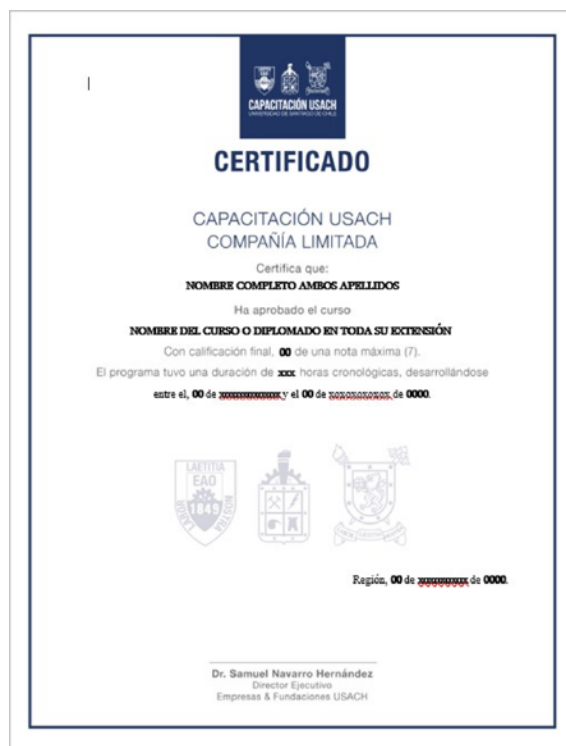 CAPACITACIÓN USACH
UNIVERSIDAD DE SANTIAGO DE CHILE
CERTIFICADO
CAPACITACIÓN USACH
COMPAÑÍA LIMITADA
Certifica que:
NOMBRE COMPLETO AMBOS APELLIDOS
Ha aprobado el curso
NOMBRE DEL CURSO O DIPLOMADO EN TODA SU EXTENSIÓN
Con calificación final, 00 de una nota máxima (7).
El programa tuvo una duración de xxx horas cronológicas, desarrollándose
entre el, 00 de y el 00 de de 0000.
LAETITIA
EAO
1849
LABOR NOSTRA
Región, 00 de de 0000.
Dr. Samuel Navarro Hernández
Director Ejecutivo
Empresas & Fundaciones USACH